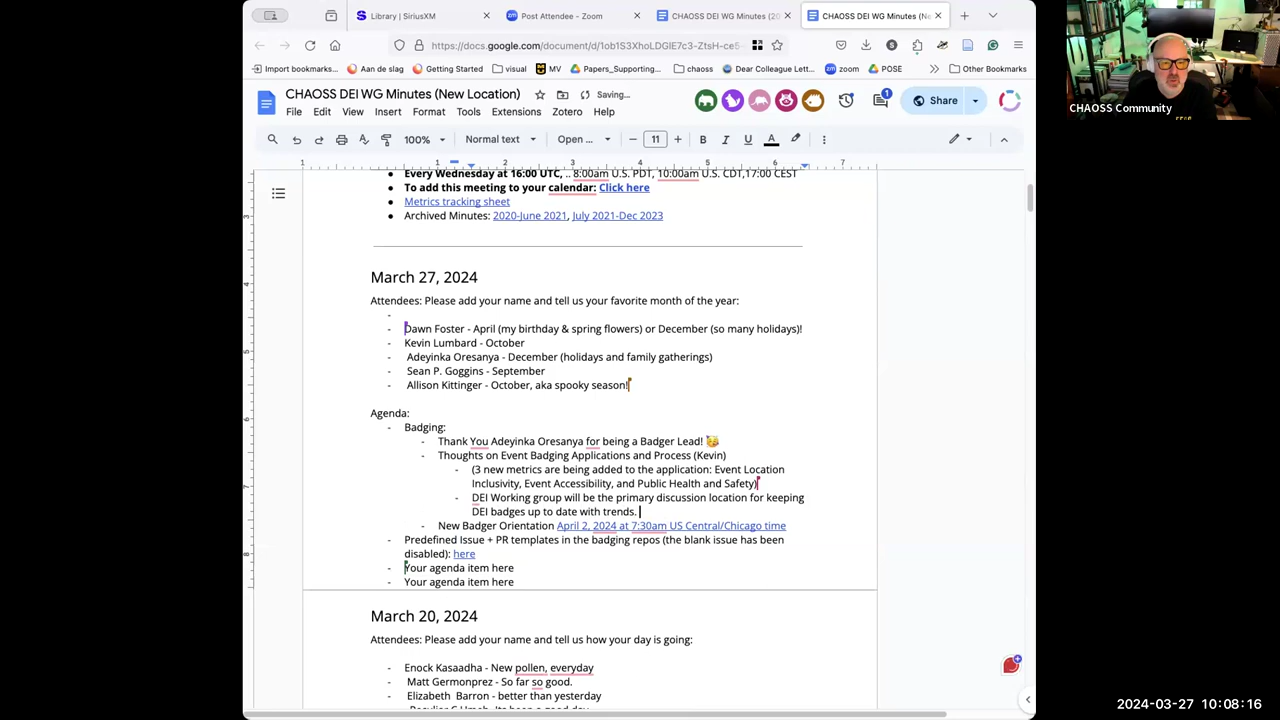 Library | SiriusXM
Post Attendee - Zoom
CHAOSS DEI WG Minutes (20
CHAOSS DEI WG Minutes (Ne
https://docs.google.com/document/d/1ob1S3XhoLDGlE7c3-ZtsH-ce5
Import bookmarks...
Aan de slag
Getting Started
visual
MV
Papers_Supporting...
chaoss
Dear Colleague Lett...
zoom
POSE
Other Bookmarks
CHAOSS DEI WG Minutes (New Location)
Saving...
File Edit View Insert Format Tools Extensions Zotero Help
1
Share
100% Normal text Open ... 11 B I U A
1 1 2 3 4 5 6 7
Every Wednesday at 16:00 UTC, .. 8:00am U.S. PDT, 10:00am U.S. CDT,17:00 CEST
To add this meeting to your calendar: Click here
Metrics tracking sheet
Archived Minutes: 2020-June 2021, July 2021-Dec 2023
March 27, 2024
Attendees: Please add your name and tell us your favorite month of the year:
-
- Dawn Foster - April (my birthday & spring flowers) or December (so many holidays)!
- Kevin Lumbard - October
- Adeyinka Oresanya - December (holidays and family gatherings)
- Sean P. Goggins - September
- Allison Kittinger - October, aka spooky season!
Agenda:
- Badging:
- Thank You Adeyinka Oresanya for being a Badger Lead! 🥳
- Thoughts on Event Badging Applications and Process (Kevin)
- (3 new metrics are being added to the application: Event Location
Inclusivity, Event Accessibility, and Public Health and Safety)
- DEI Working group will be the primary discussion location for keeping
DEI badges up to date with trends.
- New Badger Orientation April 2, 2024 at 7:30am US Central/Chicago time
- Predefined Issue + PR templates in the badging repos (the blank issue has been
disabled): here
- Your agenda item here
- Your agenda item here
March 20, 2024
Attendees: Please add your name and tell us how your day is going:
- Enock Kasaadha - New pollen, everyday
- Matt Germonprez - So far so good.
- Elizabeth Barron - better than yesterday
CHAOSS Community
2024-03-27 10:08:16